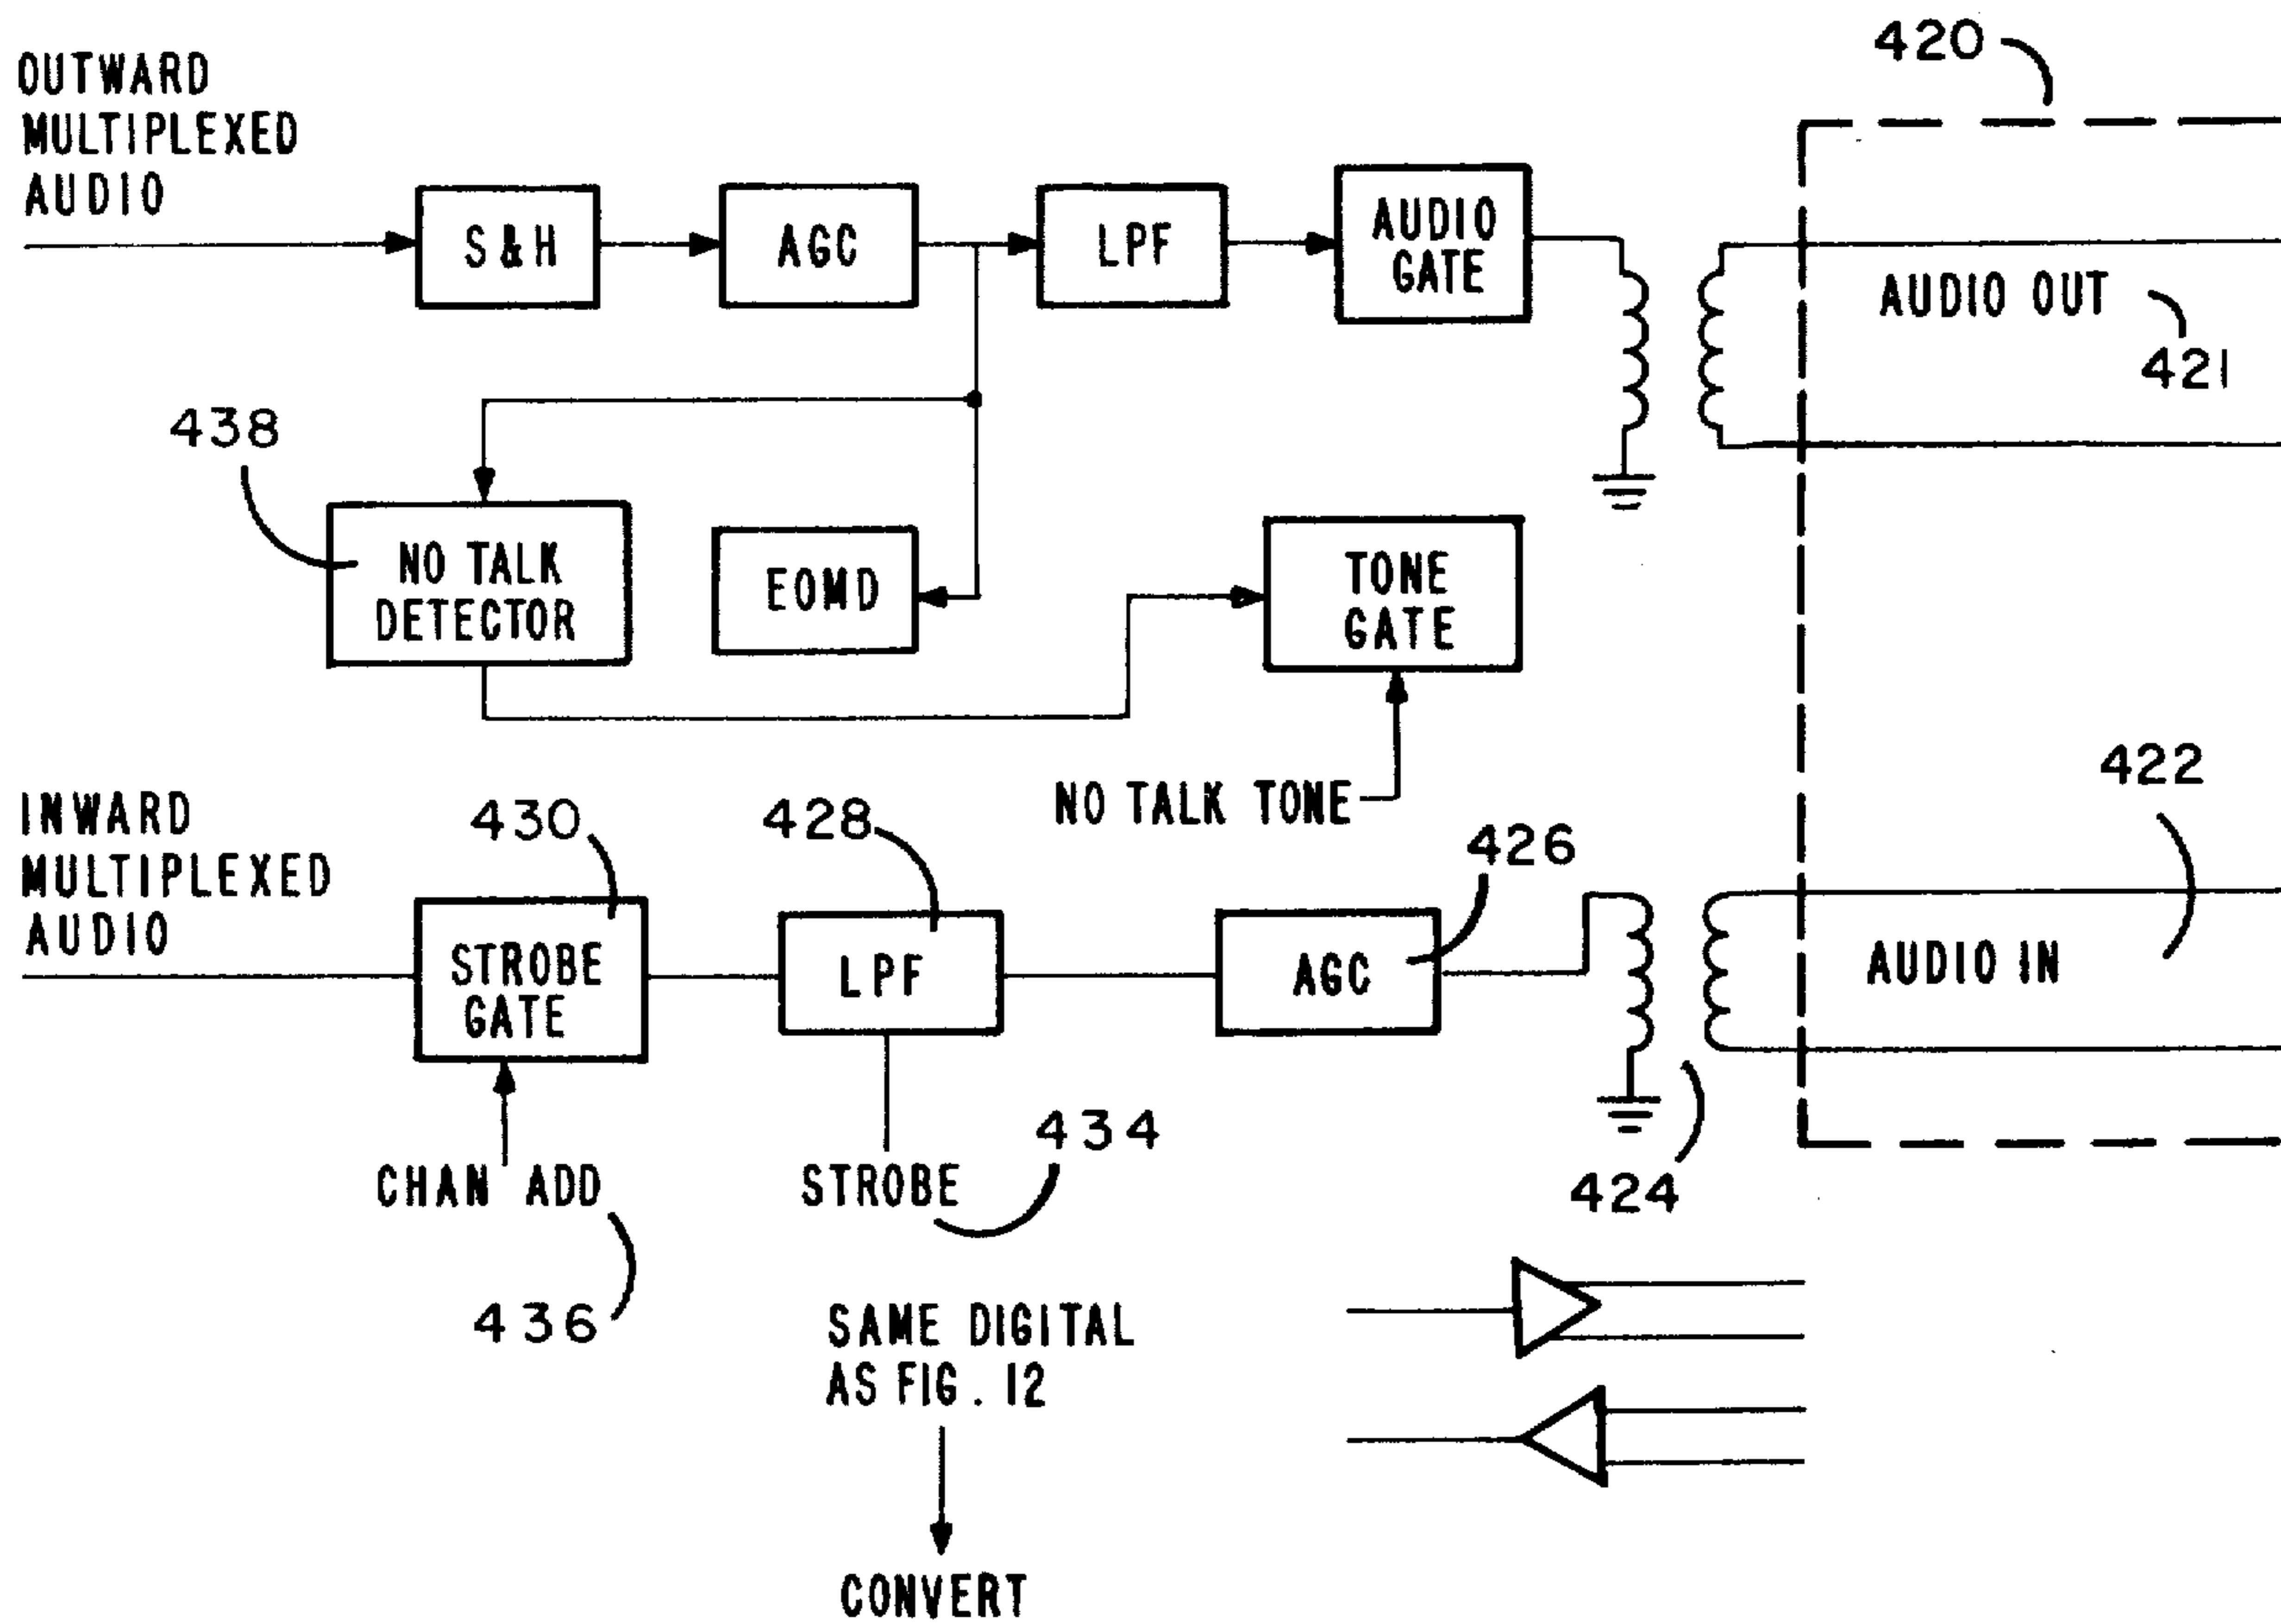 420
OUTWARD
MULTIPLEXED
AUDIO
S&H
AGC
LPF
AUDIO
GATE
AUDIO OUT
421
438
NO TALK
DETECTOR
EOMD
TONE
GATE
NO TALK TONE
INWARD
MULTIPLEXED
AUDIO
430
428
426
422
STROBE
GATE
LPF
AGC
AUDIO IN
CHAN ADD
STROBE
434
424
436
SAME DIGITAL
AS FIG. 12
CONVERT